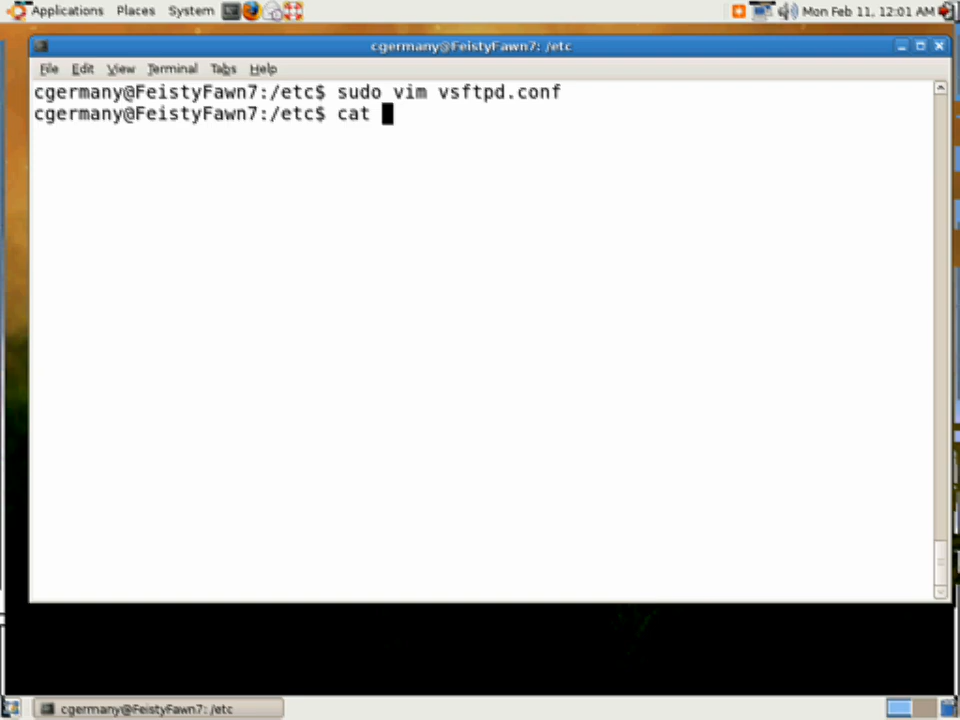 Applications Places System Mon Feb 11, 12:01 AM
cgermany@FeistyFawn7: /etc
File Edit View Terminal Tabs Help
cgermany@FeistyFawn7:/etc$ sudo vim vsftpd.conf
cgermany@FeistyFawn7:/etc$ cat
cgermany@FeistyFawn7: /etc